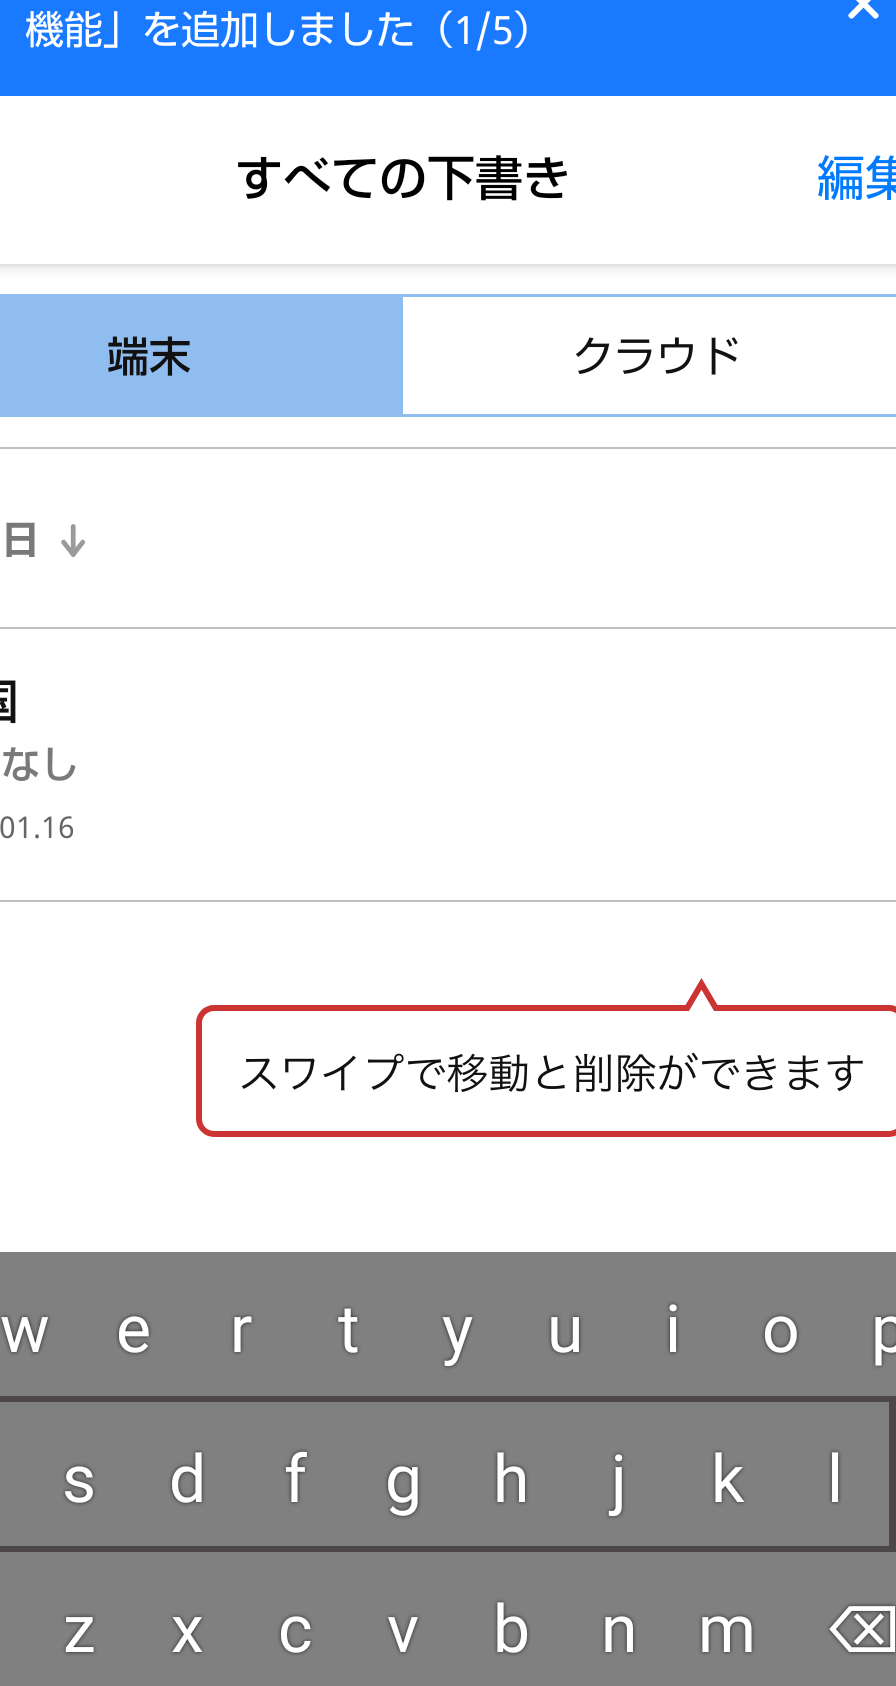 機能」を追加しました（1/5）
すべての下書き
編集
端末
クラウド
日 ↓
国
なし
01.16
スワイプで移動と削除ができます
w e r t y u i o p
s d f g h j k l
z x c v b n m